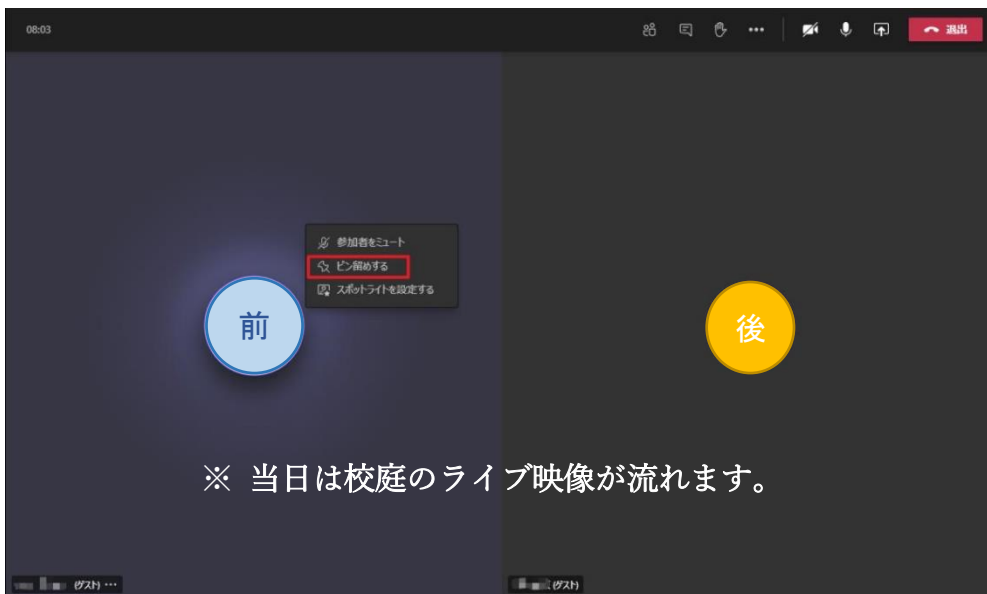 08:03
退出
参加者をミュート
ピン留めする
スポットライトを設定する
前
後
※ 当日は校庭のライブ映像が流れます。
(ゲスト)
(ゲスト)